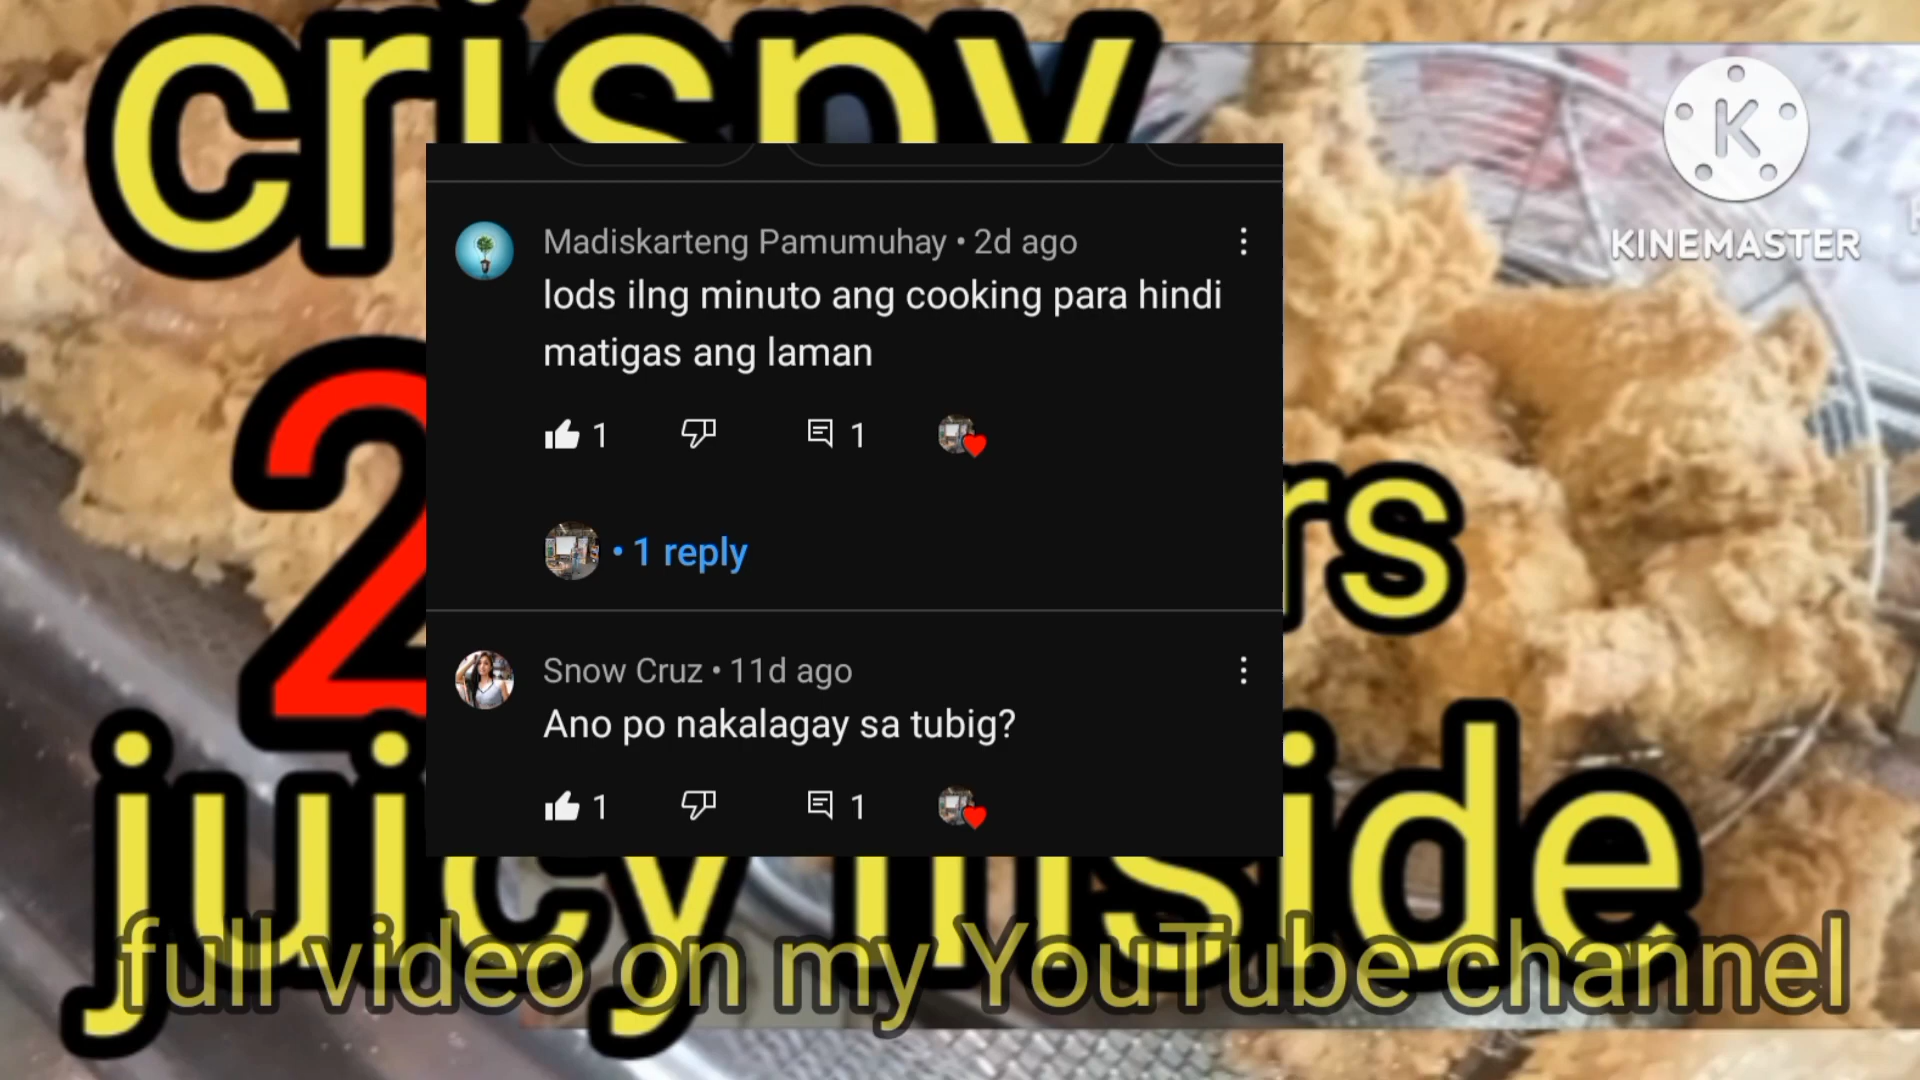 crispy
KINEMASTER
Madiskarteng Pamumuhay • 2d ago
lods ilng minuto ang cooking para hindi
matigas ang laman
1
1
• 1 reply
2
rs
Snow Cruz • 11d ago
Ano po nakalagay sa tubig?
1
1
juicy inside
full video on my YouTube channel